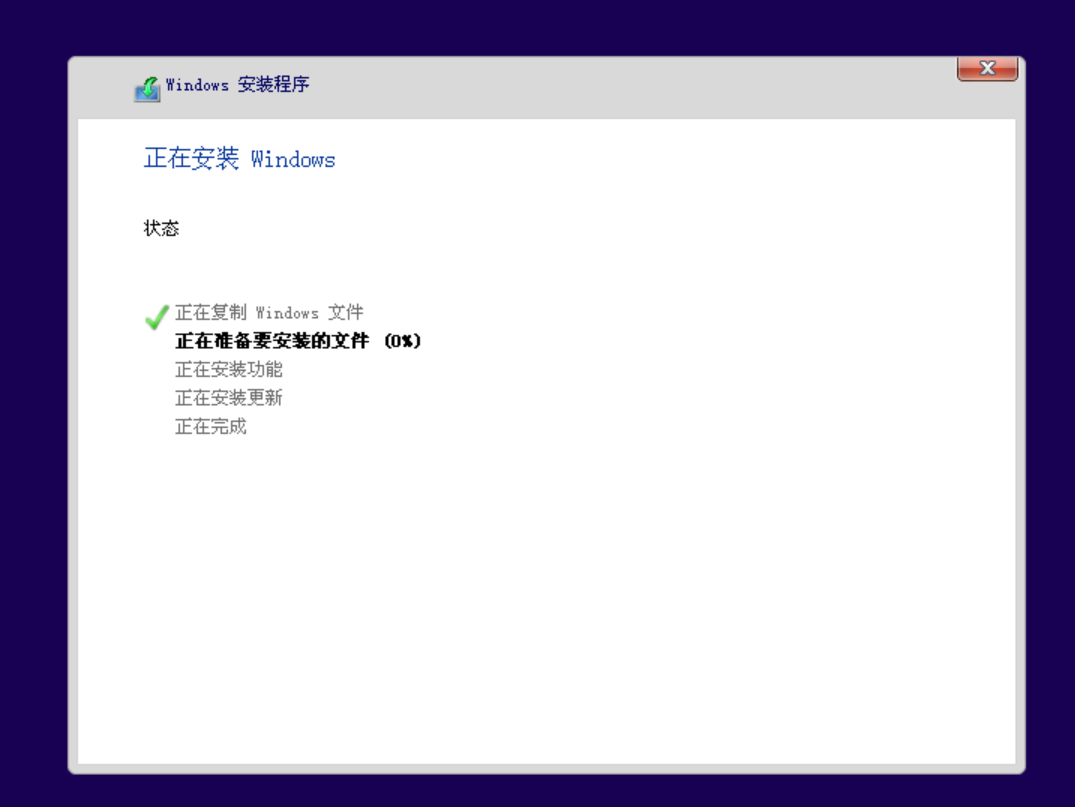 Windows 安装程序
正在安装 Windows
状态
正在复制 Windows 文件
正在准备要安装的文件 (0%)
正在安装功能
正在安装更新
正在完成